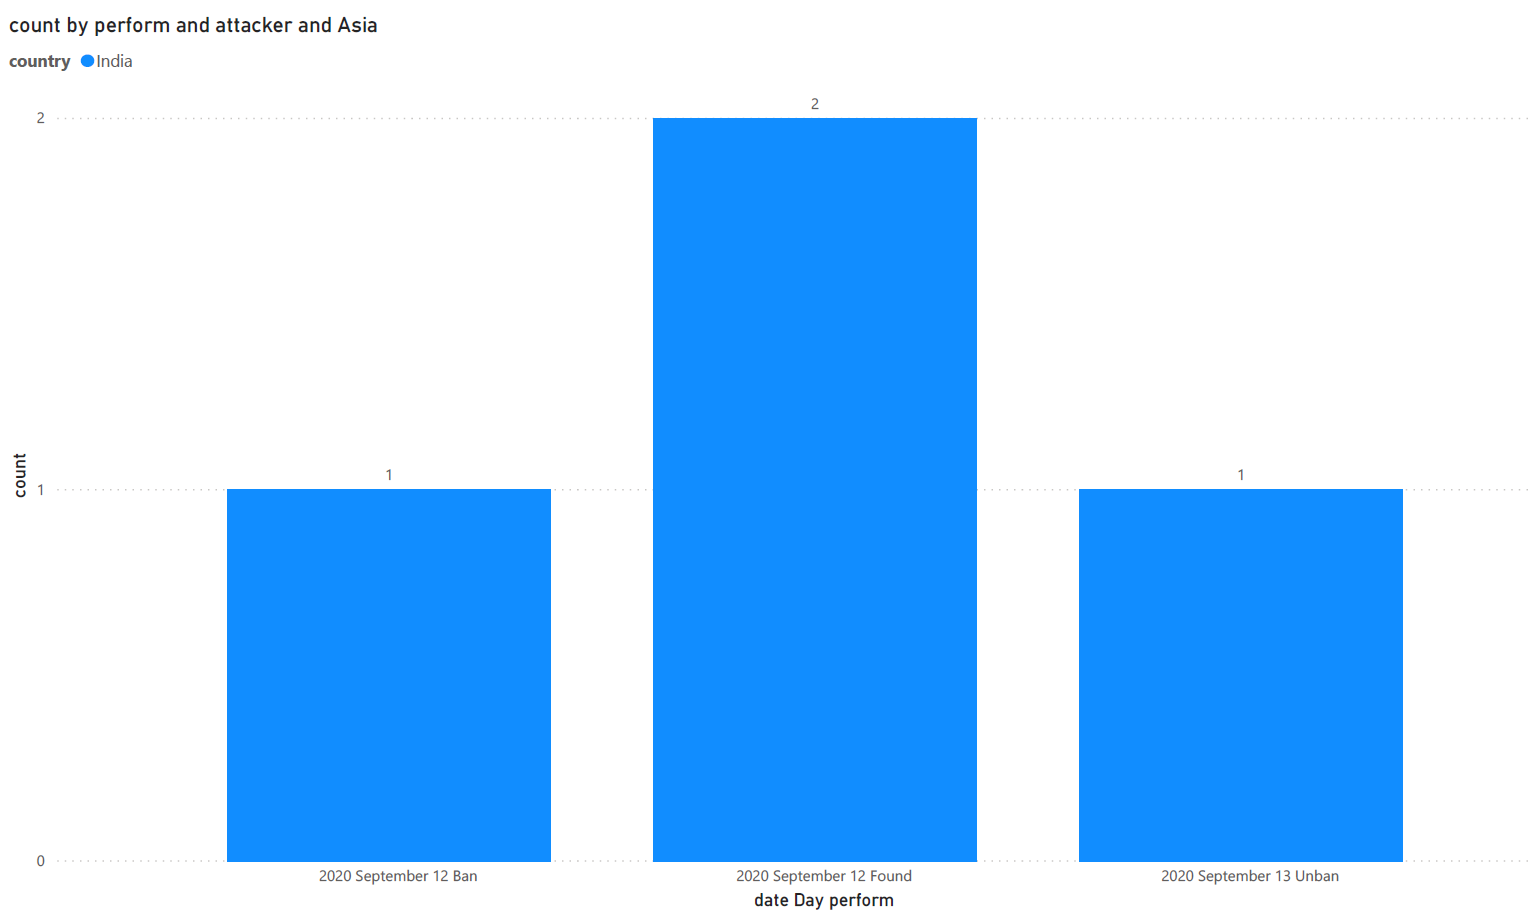 count by perform and attacker and Asia
country India
2
2
1
1
1
count
0
2020 September 12 Ban
2020 September 12 Found
2020 September 13 Unban
date Day perform